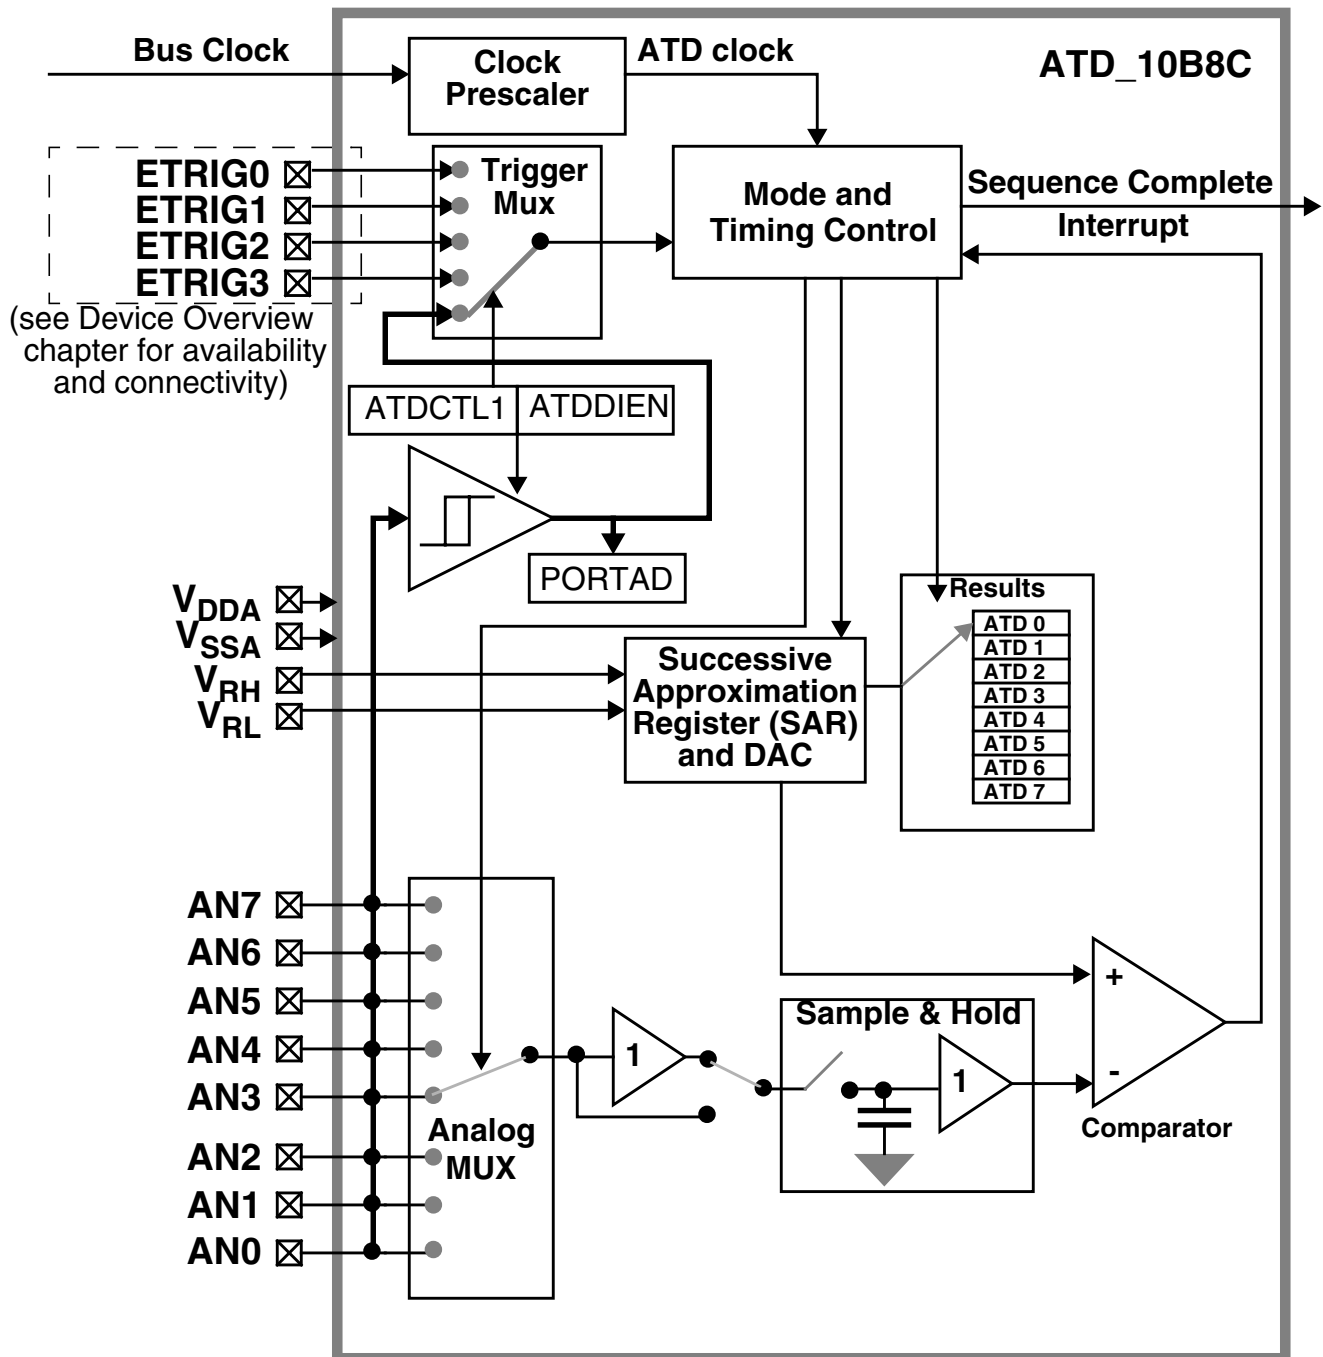 Bus Clock
Clock
Prescaler
ATD clock
ATD_10B8C
ETRIG0
ETRIG1
ETRIG2
ETRIG3
(see Device Overview
chapter for availability
and connectivity)
Trigger
Mux
Mode and
Timing Control
Sequence Complete
Interrupt
ATDCTL1
ATDDIEN
PORTAD
VDDA
VSSA
VRH
VRL
Successive
Approximation
Register (SAR)
and DAC
Results
ATD 0
ATD 1
ATD 2
ATD 3
ATD 4
ATD 5
ATD 6
ATD 7
AN7
AN6
AN5
AN4
AN3
AN2
AN1
AN0
Analog
MUX
1
Sample & Hold
1
+
-
Comparator